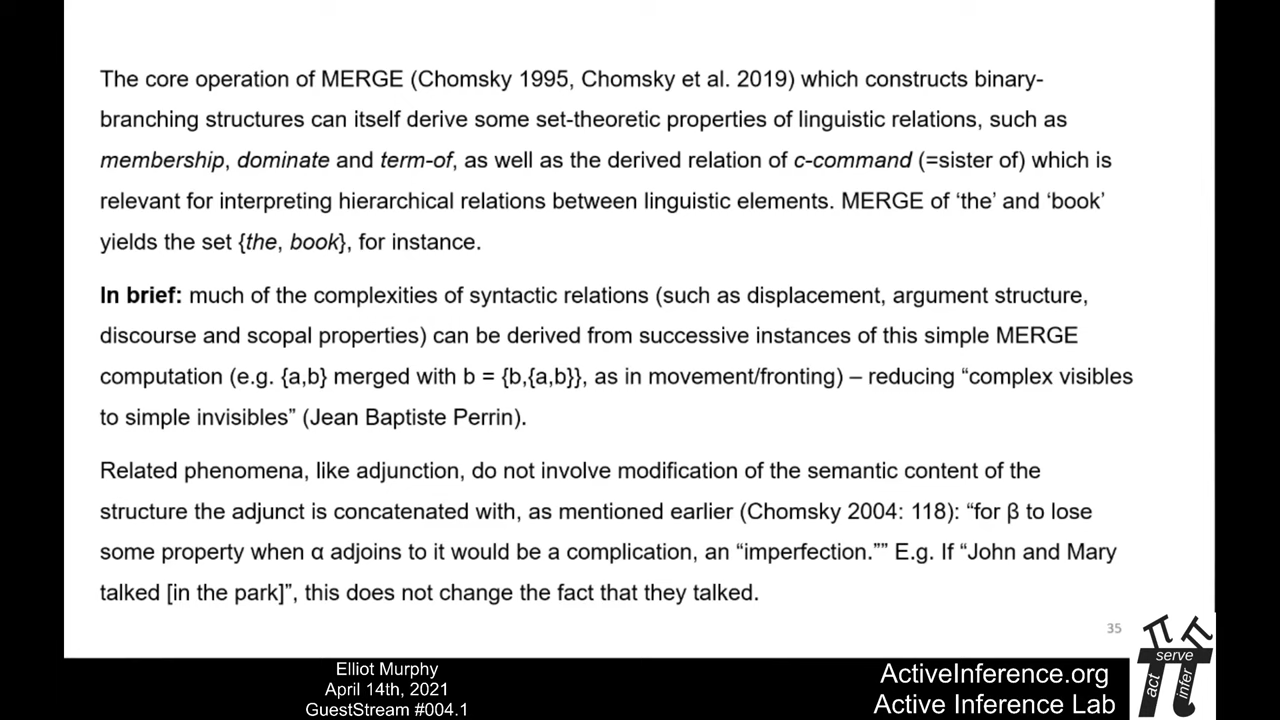 The core operation of MERGE (Chomsky 1995, Chomsky et al. 2019) which constructs binary-
branching structures can itself derive some set-theoretic properties of linguistic relations, such as
membership, dominate and term-of, as well as the derived relation of c-command (=sister of) which is
relevant for interpreting hierarchical relations between linguistic elements. MERGE of ‘the’ and ‘book’
yields the set {the, book}, for instance.
In brief: much of the complexities of syntactic relations (such as displacement, argument structure,
discourse and scopal properties) can be derived from successive instances of this simple MERGE
computation (e.g. {a,b} merged with b = {b,{a,b}}, as in movement/fronting) – reducing “complex visibles
to simple invisibles” (Jean Baptiste Perrin).
Related phenomena, like adjunction, do not involve modification of the semantic content of the
structure the adjunct is concatenated with, as mentioned earlier (Chomsky 2004: 118): “for β to lose
some property when α adjoins to it would be a complication, an “imperfection.”” E.g. If “John and Mary
talked [in the park]”, this does not change the fact that they talked.
35
Elliot Murphy
April 14th, 2021
GuestStream #004.1
ActiveInference.org
Active Inference Lab
π π
serve
π
act
infer